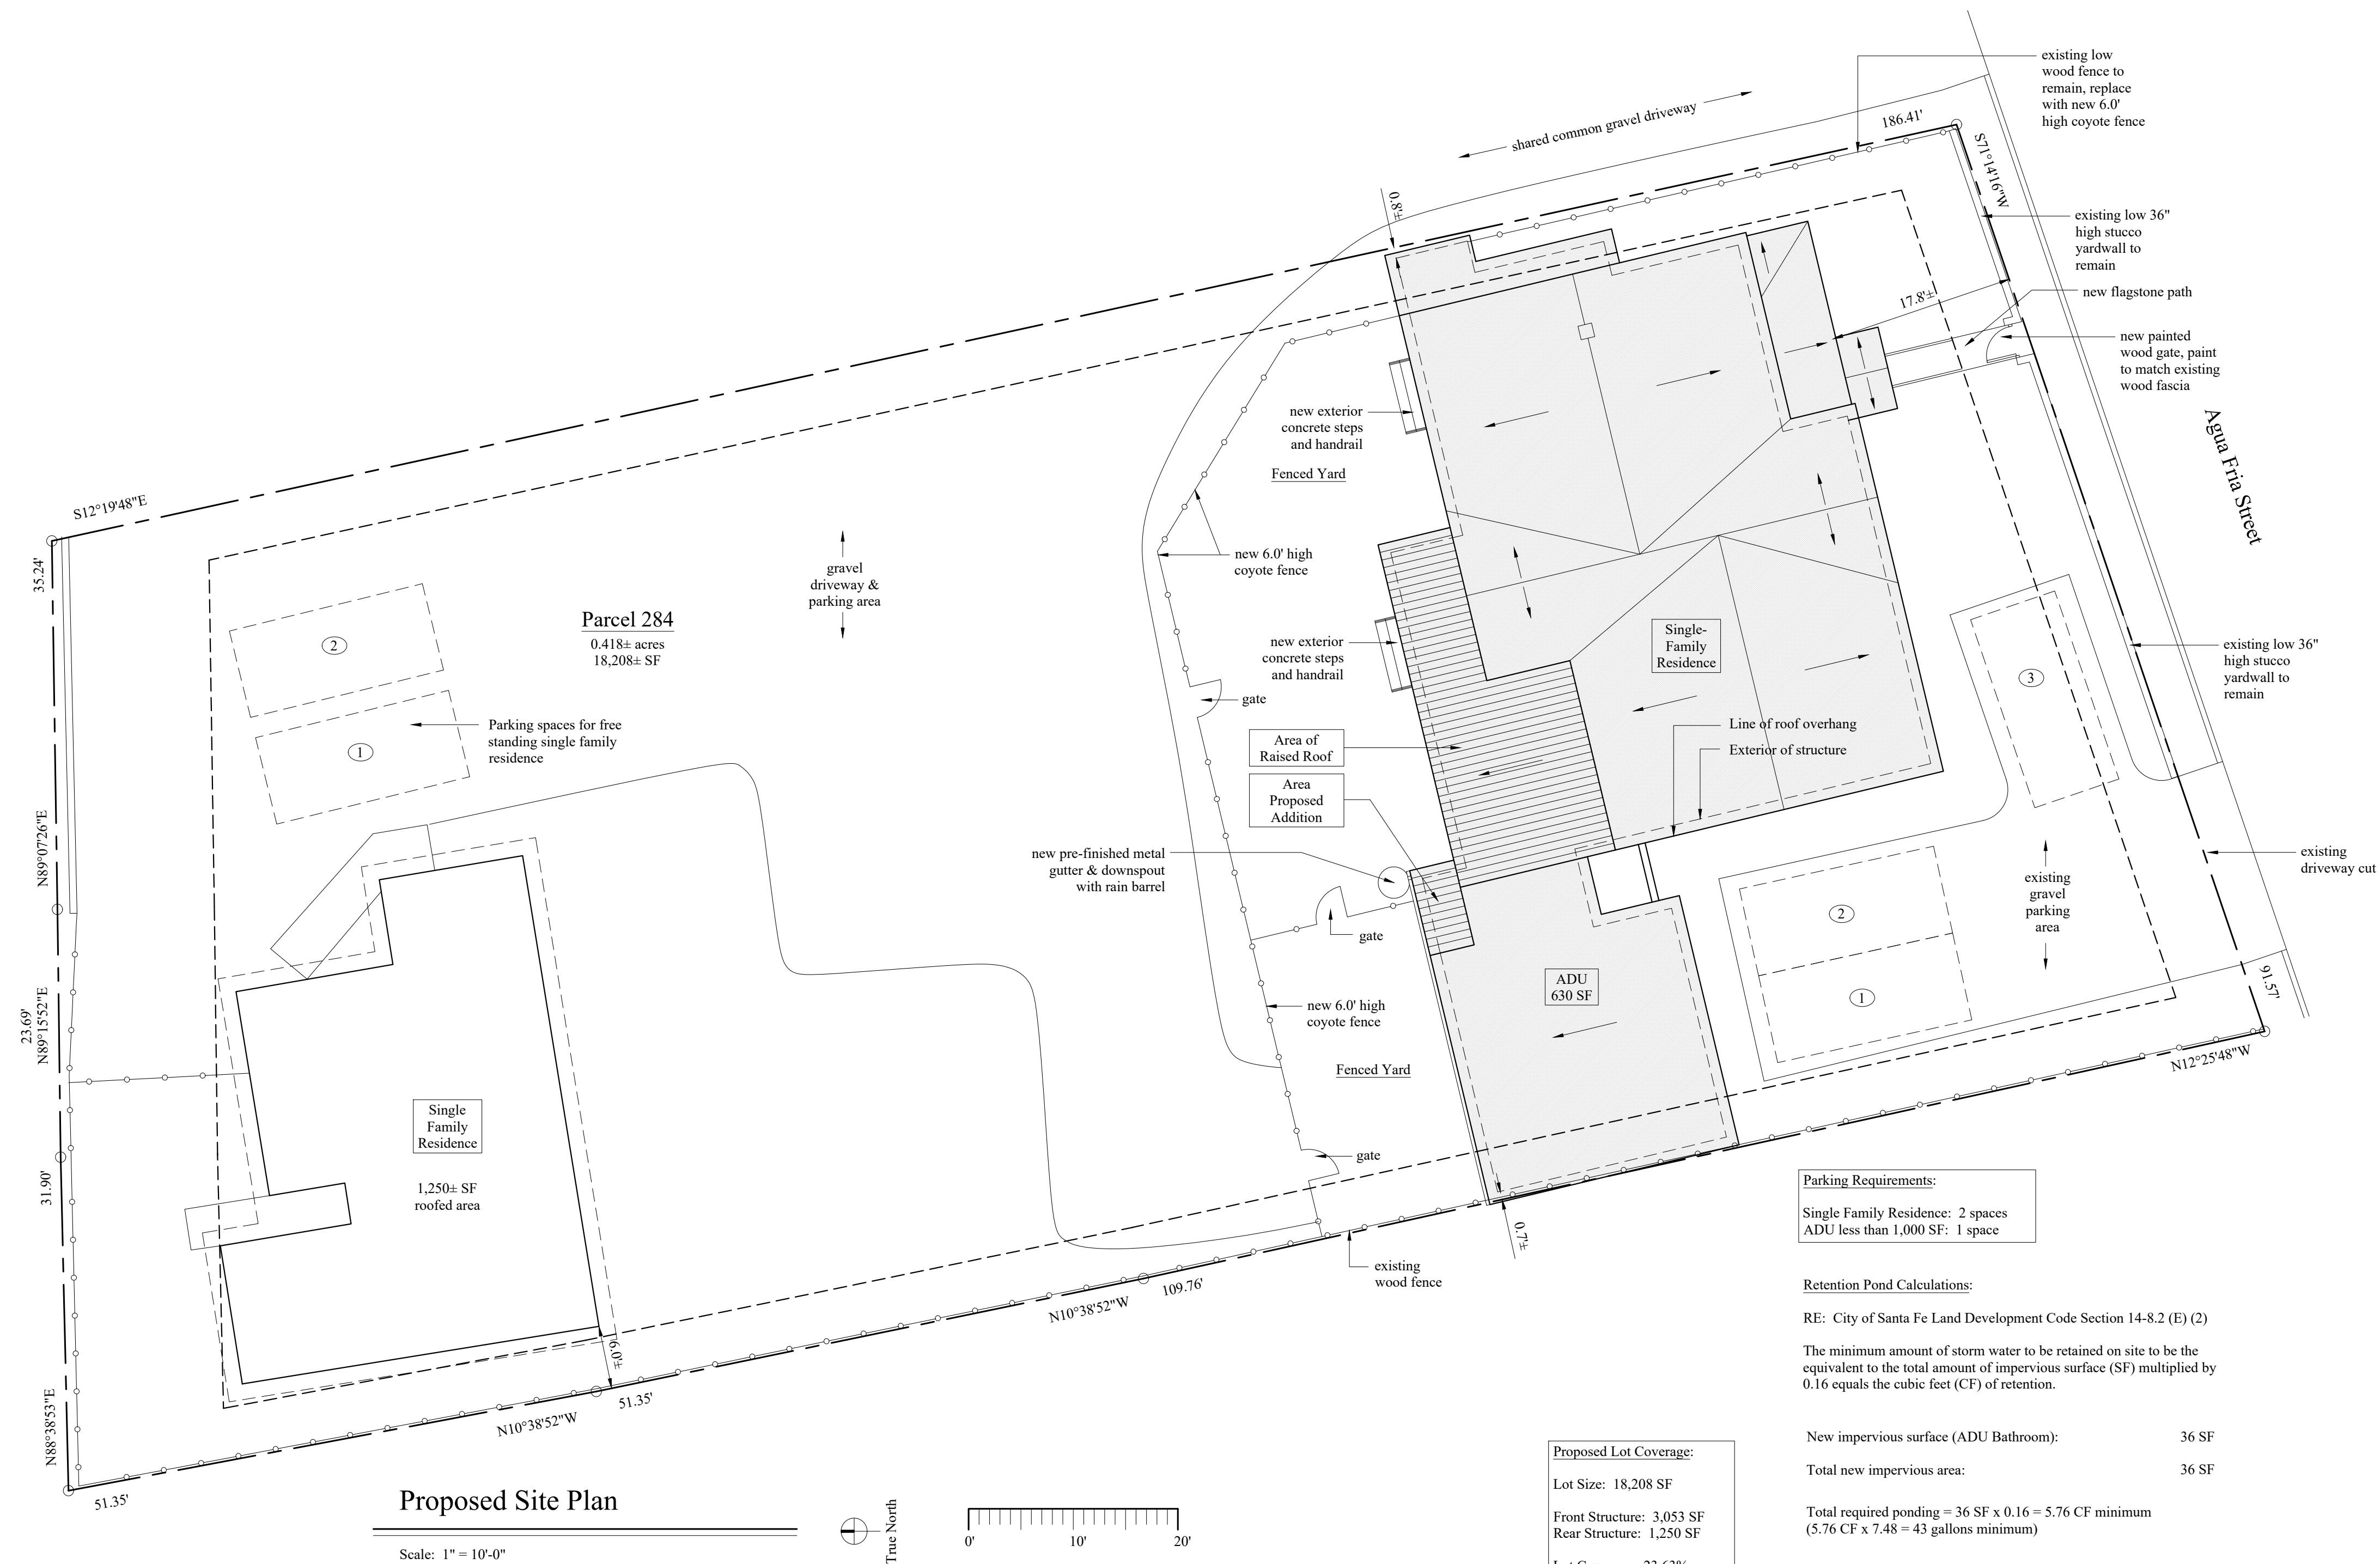 existing low
wood fence to
remain, replace
with new 6.0'
high coyote fence
186.41'
shared common gravel driveway
S71°14'16"W
0.8'±
existing low 36"
high stucco
yardwall to
remain
17.8'±
new flagstone path
new painted
wood gate, paint
to match existing
wood fascia
Agua Fria Street
new exterior
concrete steps
and handrail
Fenced Yard
S12°19'48"E
35.24'
gravel
driveway &
parking area
new 6.0' high
coyote fence
Parcel 284
0.418± acres
18,208± SF
2
1
Parking spaces for free
standing single family
residence
new exterior
concrete steps
and handrail
gate
Single-
Family
Residence
3
existing low 36"
high stucco
yardwall to
remain
Line of roof overhang
Exterior of structure
Area of
Raised Roof
Area
Proposed
Addition
new pre-finished metal
gutter & downspout
with rain barrel
gate
N89°07'26"E
existing
driveway cut
existing
gravel
parking
area
2
1
ADU
630 SF
91.57'
new 6.0' high
coyote fence
Fenced Yard
N12°25'48"W
23.69'
N89°15'52"E
Single
Family
Residence
1,250± SF
roofed area
gate
31.90'
0.7'±
existing
wood fence
109.76'
N10°38'52"W
6.0'±
51.35'
N10°38'52"W
N88°38'53"E
51.35'
Parking Requirements:
Single Family Residence: 2 spaces
ADU less than 1,000 SF: 1 space
Retention Pond Calculations:
RE: City of Santa Fe Land Development Code Section 14-8.2 (E) (2)
The minimum amount of storm water to be retained on site to be the
equivalent to the total amount of impervious surface (SF) multiplied by
0.16 equals the cubic feet (CF) of retention.
New impervious surface (ADU Bathroom): 36 SF
Total new impervious area: 36 SF
Total required ponding = 36 SF x 0.16 = 5.76 CF minimum
(5.76 CF x 7.48 = 43 gallons minimum)
Proposed Lot Coverage:
Lot Size: 18,208 SF
Front Structure: 3,053 SF
Rear Structure: 1,250 SF
23.63%
Proposed Site Plan
Scale: 1" = 10'-0"
True North
0' 10' 20'